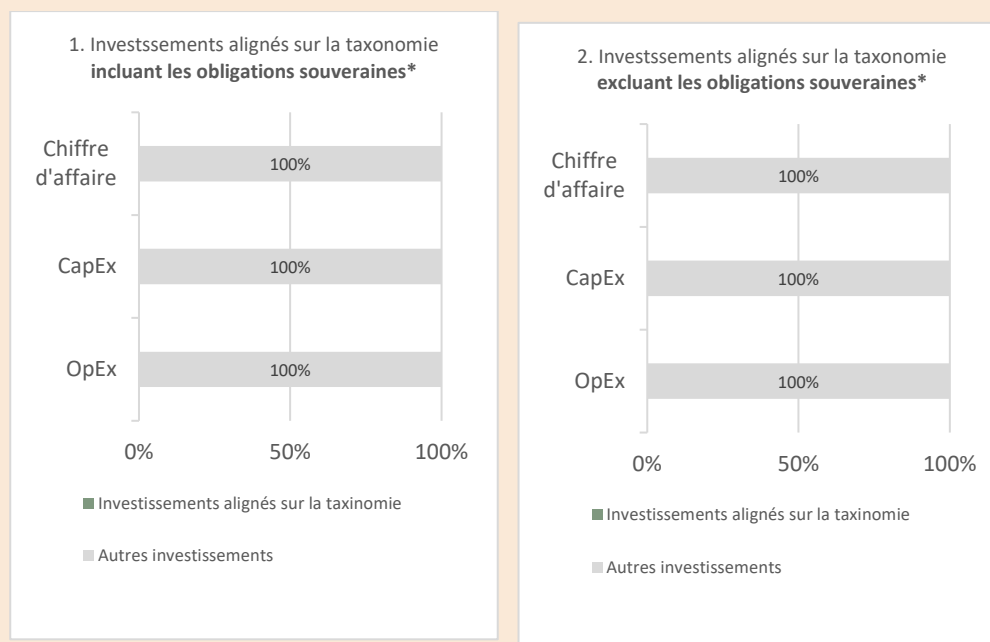 1. Investssements alignés sur la taxonomie
incluant les obligations souveraines*
Chiffre
d'affaire
100%
CapEx
100%
OpEx
100%
0%
50%
100%
Investissements alignés sur la taxinomie
Autres investissements
2. Investssements alignés sur la taxonomie
excluant les obligations souveraines*
Chiffre
d'affaire
100%
CapEx
100%
OpEx
100%
0%
50%
100%
Investissements alignés sur la taxinomie
Autres investissements